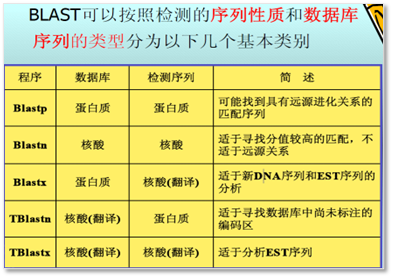 BLAST可以按照检测的序列性质和数据库
序列的类型分为以下几个基本类别
程序 数据库 检测序列 简 述
Blastp 蛋白质 蛋白质 可能找到具有远源进化关系的
匹配序列
Blastn 核酸 核酸 适于寻找分值较高的匹配，不
适于远源关系
Blastx 蛋白质 核酸(翻译) 适于新DNA序列和EST序列的
分析
TBlastn 核酸(翻译) 蛋白质 适于寻找数据库中尚未标注的
编码区
TBlastx 核酸(翻译) 核酸(翻译) 适于分析EST序列